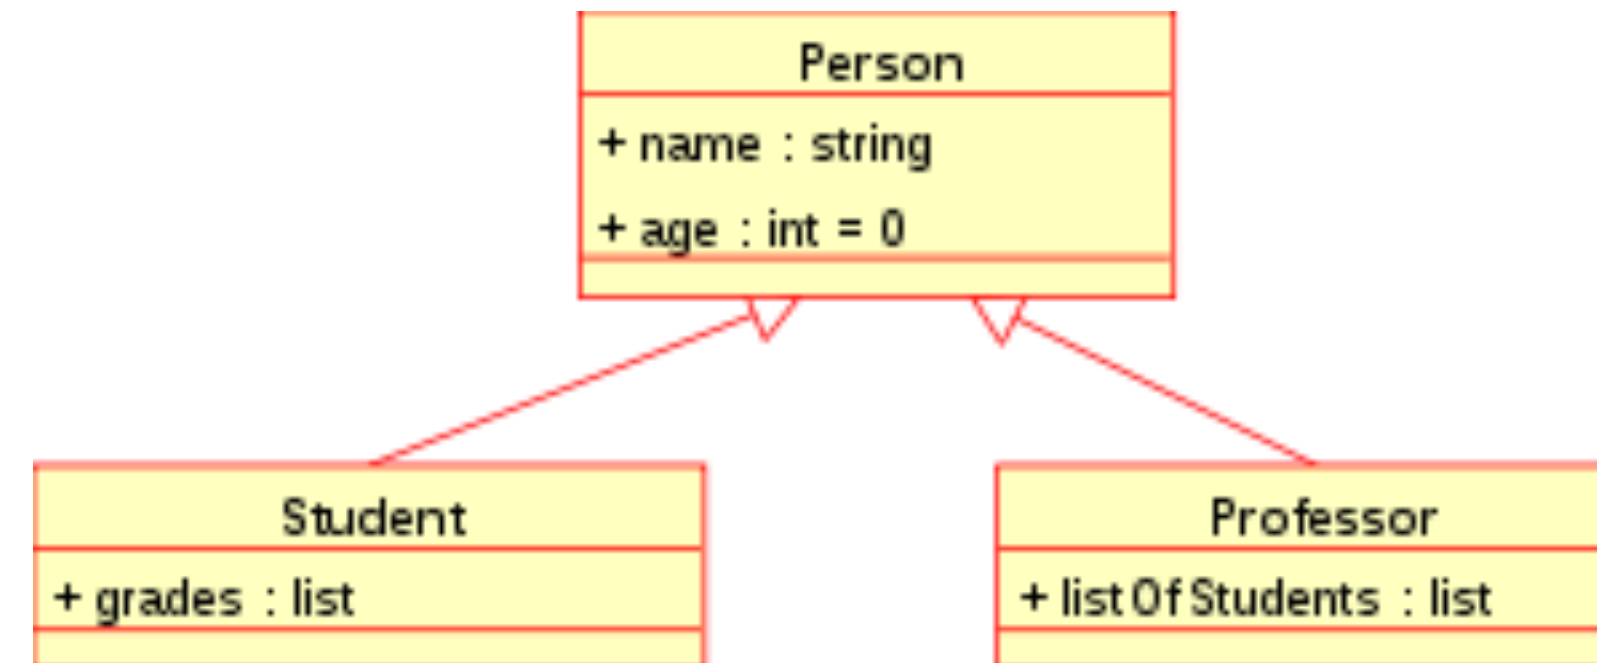 Person
+ name : string
+ age : int = 0
Student
+ grades : list
Professor
+ listOfStudents : list